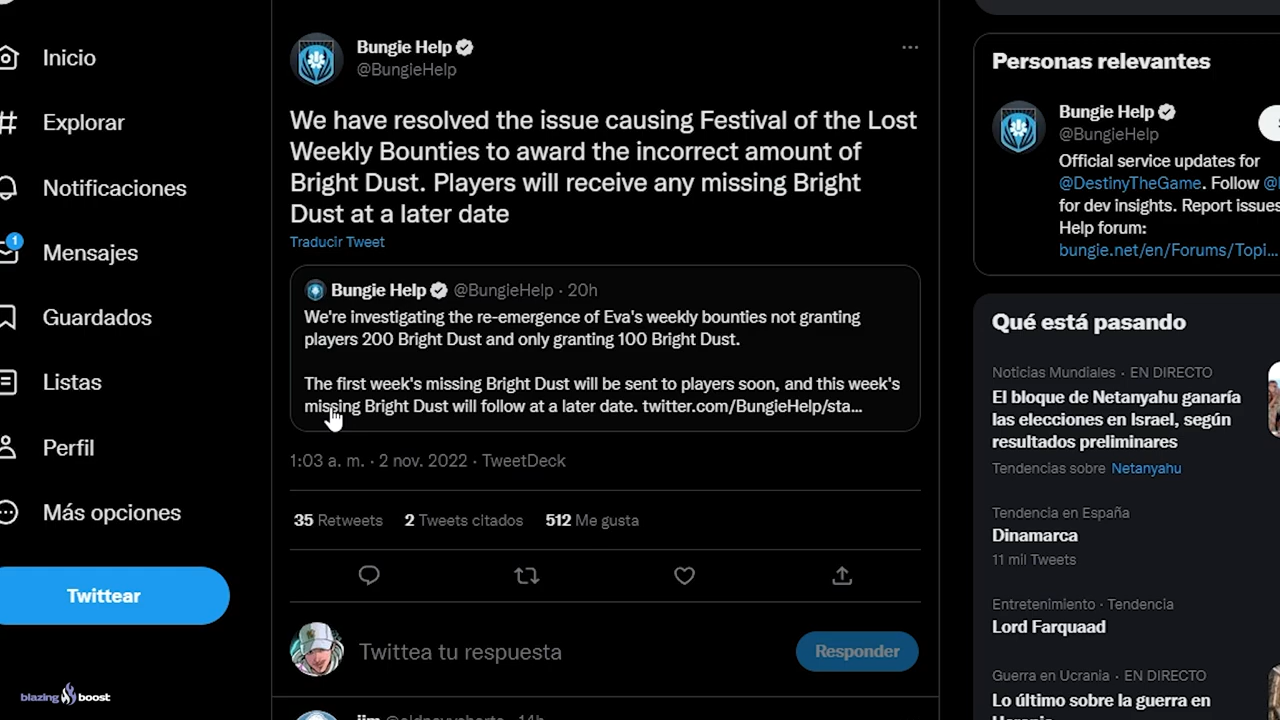 Inicio
Explorar
Notificaciones
1
Mensajes
Guardados
Listas
Perfil
Más opciones
Twittear
blazing boost
Bungie Help
@BungieHelp
We have resolved the issue causing Festival of the Lost
Weekly Bounties to award the incorrect amount of
Bright Dust. Players will receive any missing Bright
Dust at a later date
Traducir Tweet
Bungie Help @BungieHelp · 20h
We're investigating the re-emergence of Eva's weekly bounties not granting
players 200 Bright Dust and only granting 100 Bright Dust.
The first week's missing Bright Dust will be sent to players soon, and this week's
missing Bright Dust will follow at a later date. twitter.com/BungieHelp/sta...
1:03 a. m. · 2 nov. 2022 · TweetDeck
35 Retweets 2 Tweets citados 512 Me gusta
Twittea tu respuesta
Responder
Personas relevantes
Bungie Help
@BungieHelp
Official service updates for
@DestinyTheGame. Follow
for dev insights. Report issues
Help forum:
bungie.net/en/Forums/Topi...
Qué está pasando
Noticias Mundiales · EN DIRECTO
El bloque de Netanyahu ganaría
las elecciones en Israel, según
resultados preliminares
Tendencias sobre Netanyahu
Tendencia en España
Dinamarca
11 mil Tweets
Entretenimiento · Tendencia
Lord Farquaad
Guerra en Ucrania · EN DIRECTO
Lo último sobre la guerra en